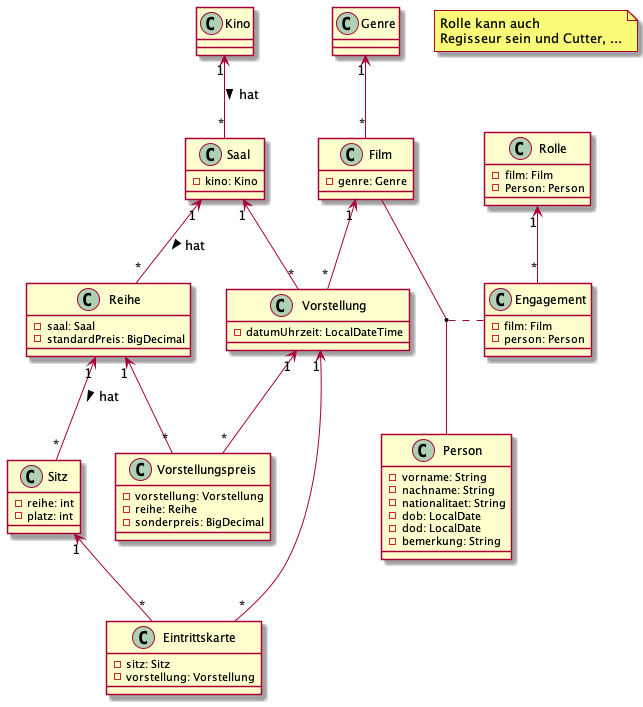 C Kino
C Genre
Rolle kann auch
Regisseur sein und Cutter, ...
1
1
hat
*
*
C Saal
kino: Kino
C Film
genre: Genre
C Rolle
film: Film
Person: Person
1
1
1
1
hat
*
*
*
*
C Reihe
saal: Saal
standardPreis: BigDecimal
C Vorstellung
datumUhrzeit: LocalDateTime
C Engagement
film: Film
person: Person
1
1
1
1
hat
*
*
*
C Sitz
reihe: int
platz: int
C Vorstellungspreis
vorstellung: Vorstellung
reihe: Reihe
sonderpreis: BigDecimal
C Person
vorname: String
nachname: String
nationalitaet: String
dob: LocalDate
dod: LocalDate
bemerkung: String
1
*
*
C Eintrittskarte
sitz: Sitz
vorstellung: Vorstellung